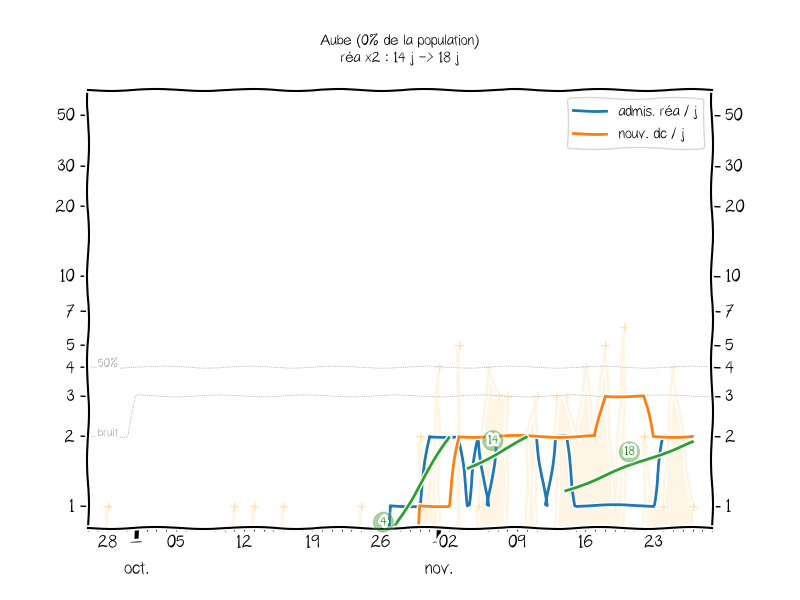 Aube (0% de la population)
réa x2 : 14 j -> 18 j
admis. réa / j
nouv. dc / j
50 50
30 30
20 20
10 10
7 7
5 5
4 50% 4
3 3
bruit
2 14 2
18
1 1
4
28 05 12 19 26 02 09 16 23
oct. nov.